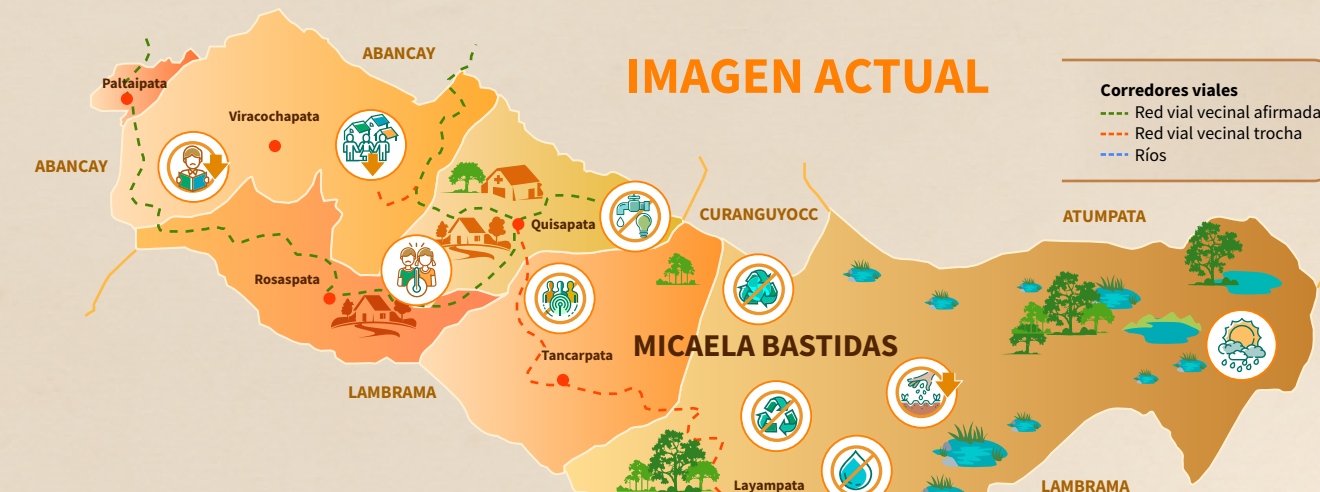 ABANCAY
IMAGEN ACTUAL
Paltaipata
Corredores viales
Red vial vecinal afirmada
Viracochapata
Red vial vecinal trocha
Ríos
ABANCAY
CURANGUYOCC
ATUMPATA
Quisapata
Rosaspata
MICAELA BASTIDAS
Tancarpata
LAMBRAMA
Layampata
LAMBRAMA